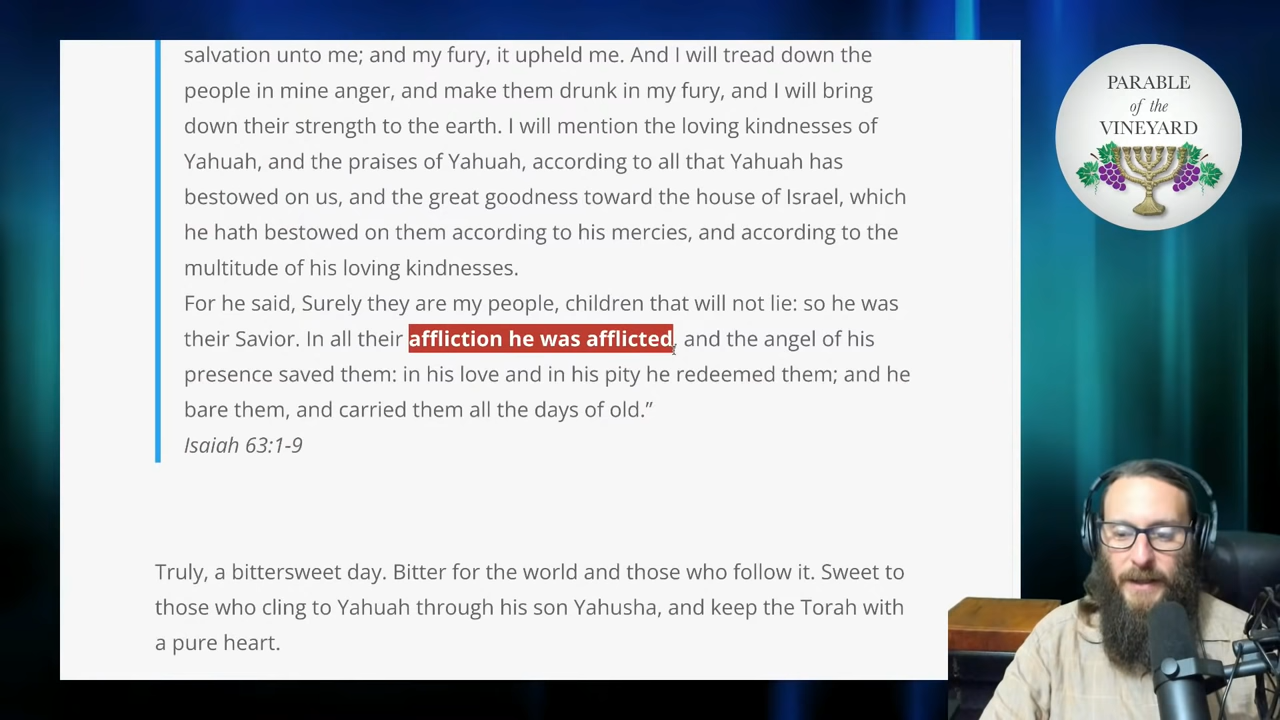 salvation unto me; and my fury, it upheld me. And I will tread down the
people in mine anger, and make them drunk in my fury, and I will bring
down their strength to the earth. I will mention the loving kindnesses of
Yahuah, and the praises of Yahuah, according to all that Yahuah has
bestowed on us, and the great goodness toward the house of Israel, which
he hath bestowed on them according to his mercies, and according to the
multitude of his loving kindnesses.
For he said, Surely they are my people, children that will not lie: so he was
their Savior. In all their affliction he was afflicted, and the angel of his
presence saved them: in his love and in his pity he redeemed them; and he
bare them, and carried them all the days of old.”
Isaiah 63:1-9
Truly, a bittersweet day. Bitter for the world and those who follow it. Sweet to
those who cling to Yahuah through his son Yahusha, and keep the Torah with
a pure heart.
PARABLE
of the
VINEYARD